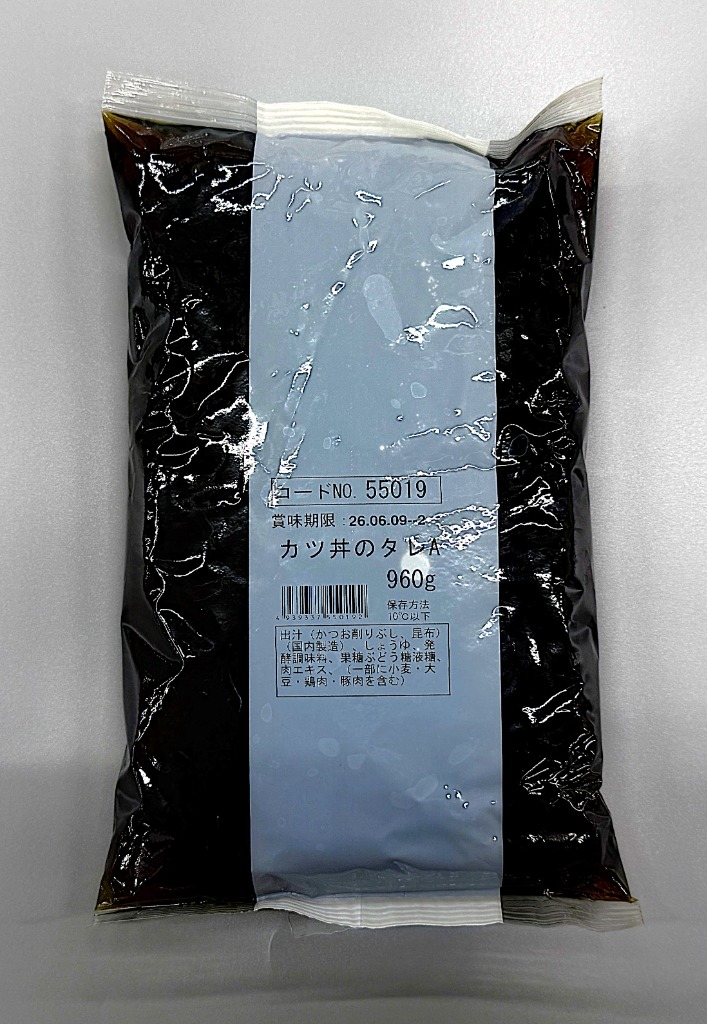 コードNO. 55019
賞味期限 : 26.06.09--2
カツ丼のタレA
960g
保存方法
10℃以下
4939337550192
出汁（かつお削りぶし、昆布）
（国内製造）、しょうゆ、発
酵調味料、果糖ぶどう糖液糖、
肉エキス、（一部に小麦・大
豆・鶏肉・豚肉を含む）